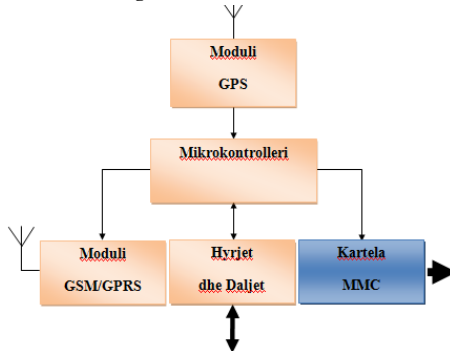 Moduli
GPS
Mikrokontrolleri
Moduli
GSM/GPRS
Hyrjet
dhe Daljet
Kartela
MMC